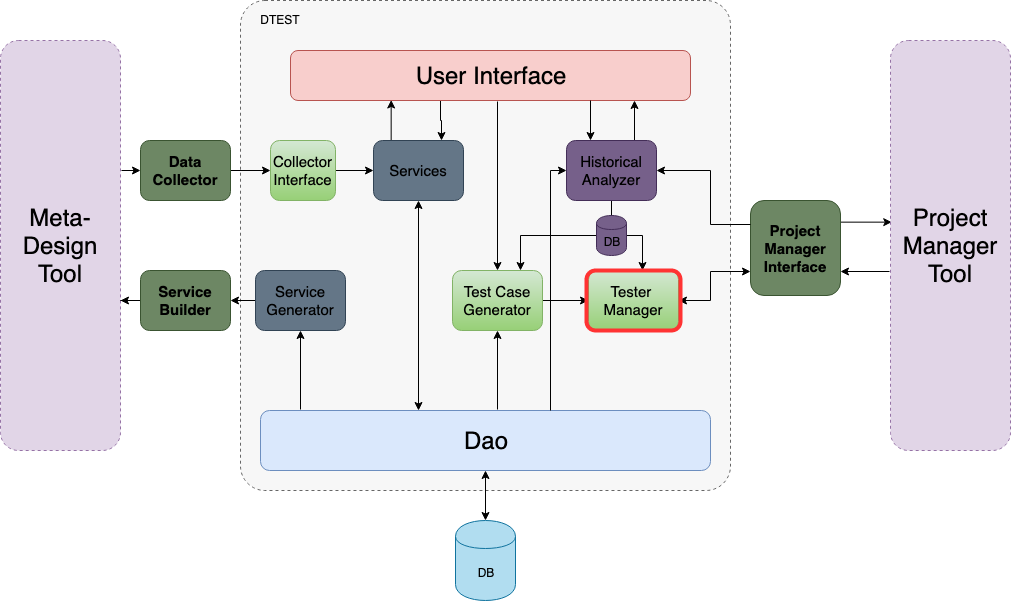 DTEST
User Interface
Meta-
Design
Tool
Data
Collector
Collector
Interface
Services
Historical
Analyzer
DB
Project
Manager
Interface
Project
Manager
Tool
Service
Builder
Service
Generator
Test Case
Generator
Tester
Manager
Dao
DB